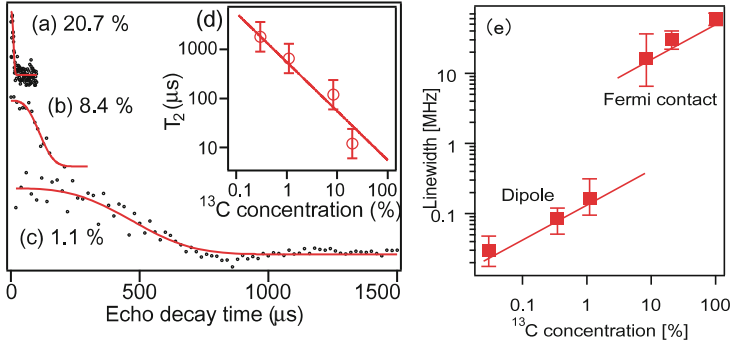 (a) 20.7 %
(b) 8.4 %
(c) 1.1 %
0
500
1000
1500
Echo decay time (μs)
(d)
T₂ (μs)
1000
100
10
0.1
1
10
100
¹³C concentration (%)
(e)
Linewidth [MHz]
10
1
0.1
Fermi contact
Dipole
0.1
1
10
100
¹³C concentration [%]